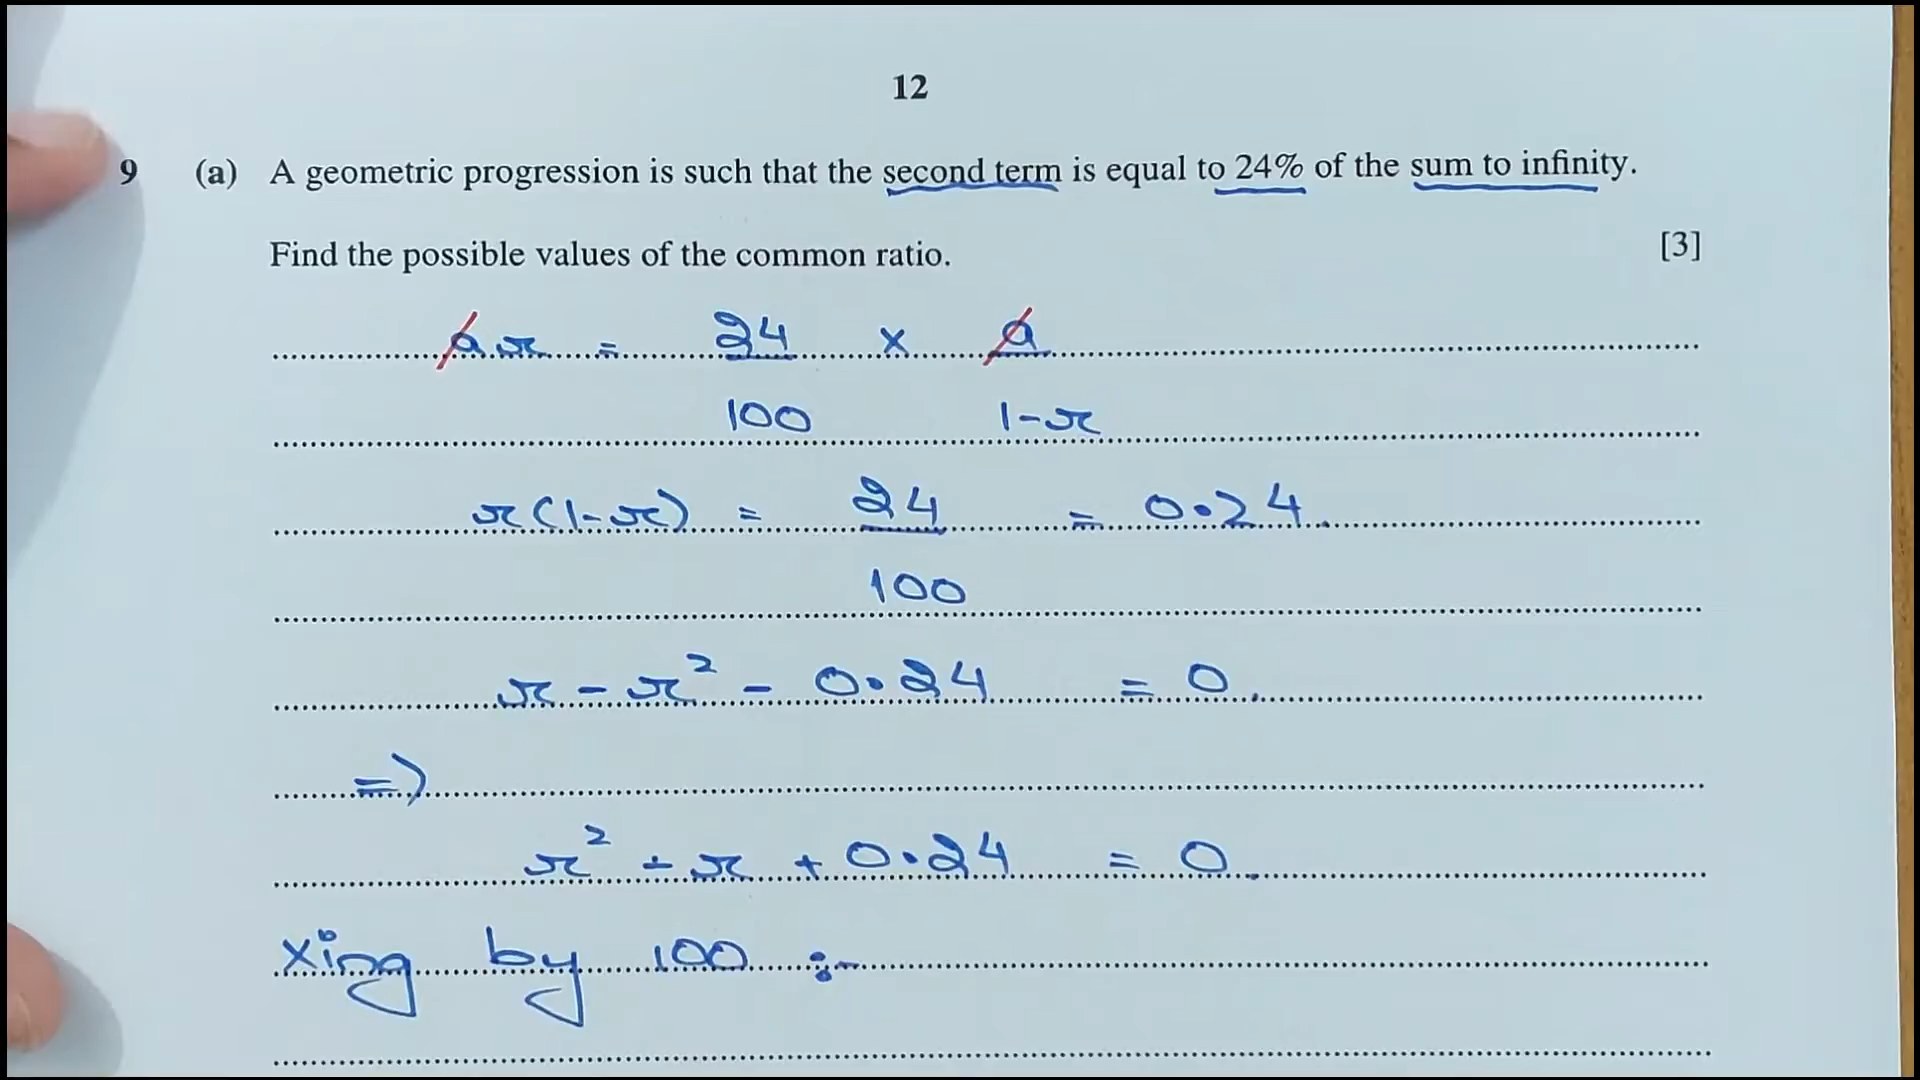 12
9 (a) A geometric progression is such that the second term is equal to 24% of the sum to infinity.
Find the possible values of the common ratio. [3]
ar = 24/100 × a/1-r
r(1-r) = 24/100 = 0.24.
r - r² - 0.24 = 0.
=)
r² - r + 0.24 = 0.
xing by 100 :-